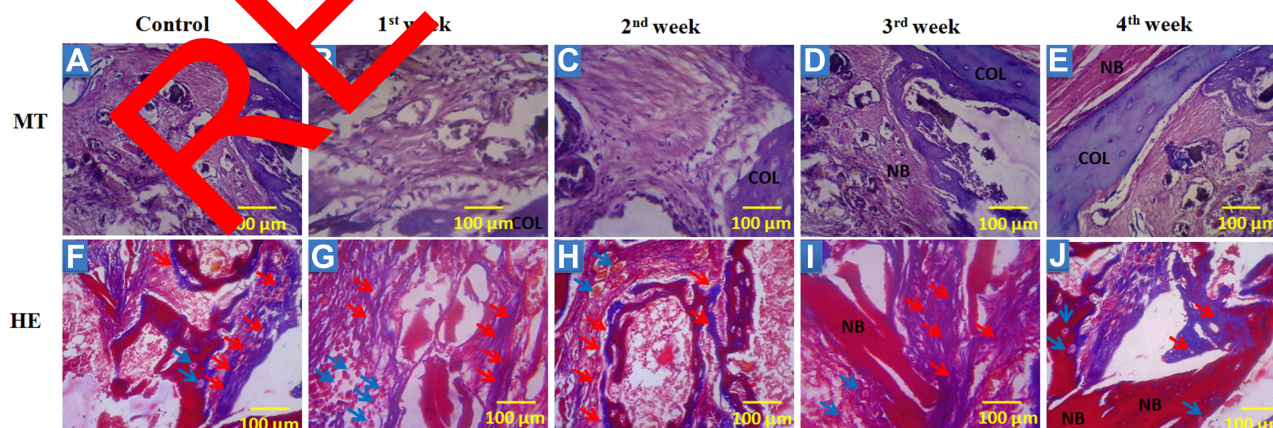 Control 1st week 2nd week 3rd week 4th week
MT
A B C D E
COL NB NB COL COL NB COL
100 µm 100 µm 100 µm 100 µm
HE
F G H I J
NB NB NB
100 µm 100 µm 100 µm 100 µm 100 µm
RE